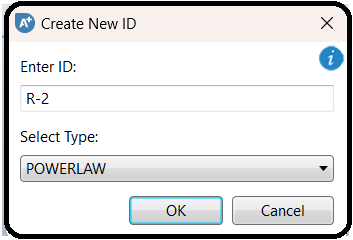 Create New ID
Enter ID:
R-2
Select Type:
POWERLAW
OK
Cancel